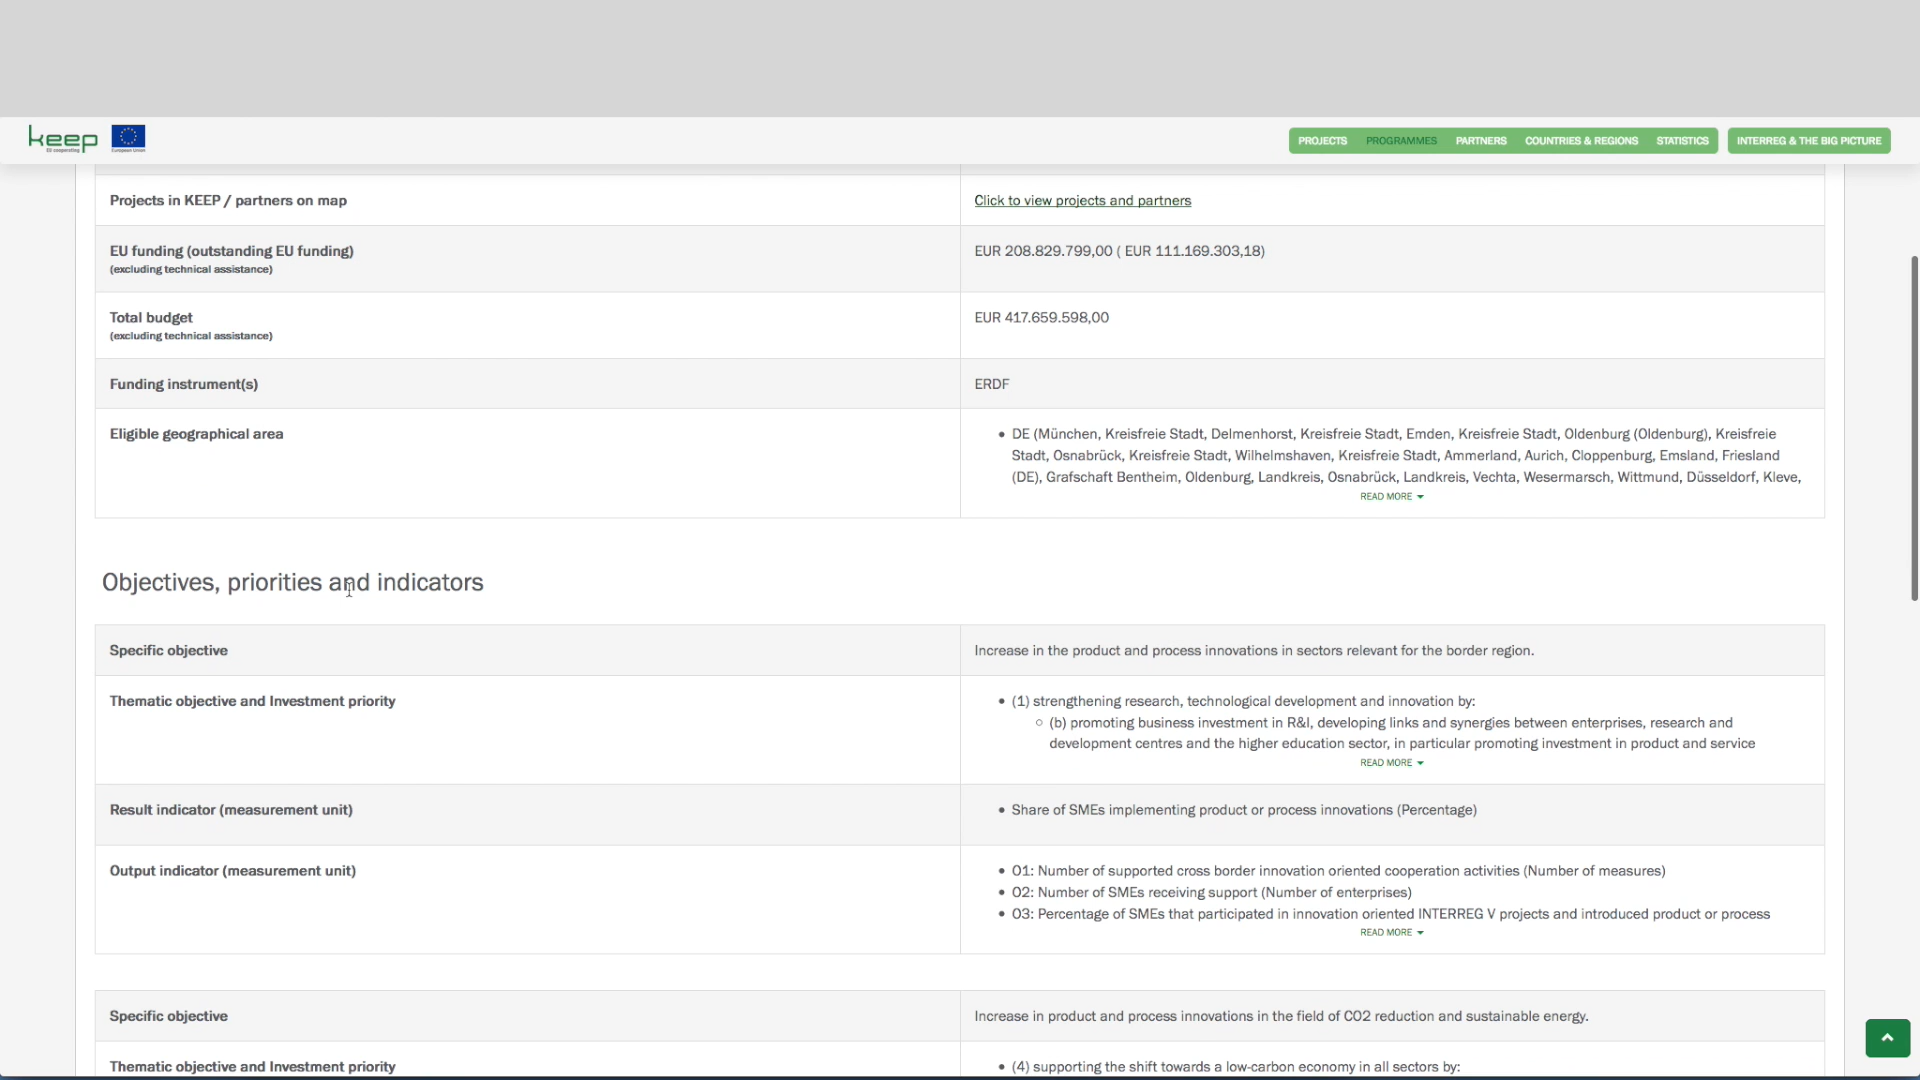 keep
EU cooperating
European Union
PROJECTS PROGRAMMES PARTNERS COUNTRIES & REGIONS STATISTICS INTERREG & THE BIG PICTURE
Projects in KEEP / partners on map
Click to view projects and partners
EU funding (outstanding EU funding)
(excluding technical assistance)
EUR 208.829.799,00 ( EUR 111.169.303,18)
Total budget
(excluding technical assistance)
EUR 417.659.598,00
Funding instrument(s)
ERDF
Eligible geographical area
• DE (München, Kreisfreie Stadt, Delmenhorst, Kreisfreie Stadt, Emden, Kreisfreie Stadt, Oldenburg (Oldenburg), Kreisfreie
Stadt, Osnabrück, Kreisfreie Stadt, Wilhelmshaven, Kreisfreie Stadt, Ammerland, Aurich, Cloppenburg, Emsland, Friesland
(DE), Grafschaft Bentheim, Oldenburg, Landkreis, Osnabrück, Landkreis, Vechta, Wesermarsch, Wittmund, Düsseldorf, Kleve,
READ MORE
Objectives, priorities and indicators
Specific objective
Increase in the product and process innovations in sectors relevant for the border region.
Thematic objective and Investment priority
• (1) strengthening research, technological development and innovation by:
○ (b) promoting business investment in R&I, developing links and synergies between enterprises, research and
development centres and the higher education sector, in particular promoting investment in product and service
READ MORE
Result indicator (measurement unit)
• Share of SMEs implementing product or process innovations (Percentage)
Output indicator (measurement unit)
• O1: Number of supported cross border innovation oriented cooperation activities (Number of measures)
• O2: Number of SMEs receiving support (Number of enterprises)
• O3: Percentage of SMEs that participated in innovation oriented INTERREG V projects and introduced product or process
READ MORE
Specific objective
Increase in product and process innovations in the field of CO2 reduction and sustainable energy.
Thematic objective and Investment priority
• (4) supporting the shift towards a low-carbon economy in all sectors by: